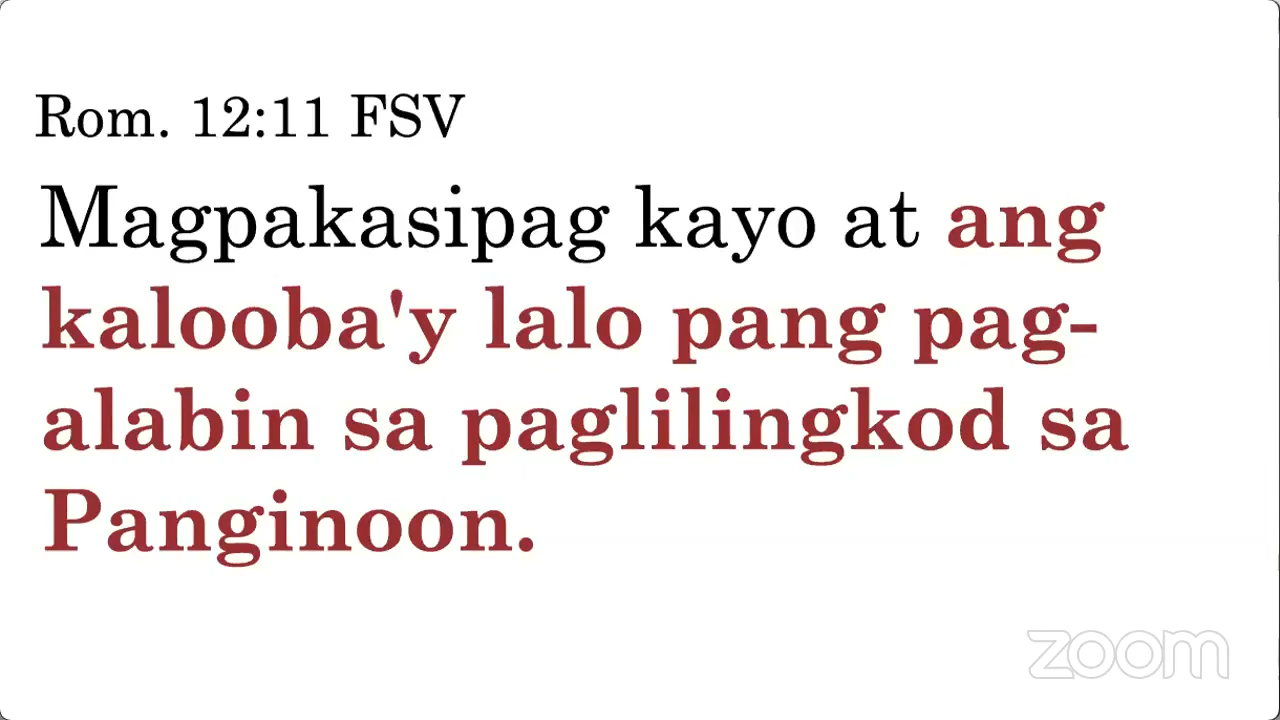 Rom. 12:11 FSV
Magpakasipag kayo at ang
kalooba'y lalo pang pag-
alabin sa paglilingkod sa
Panginoon.
zoom